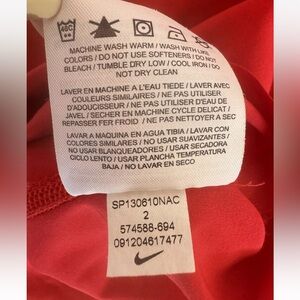 40C
MACHINE WASH WARM / WASH WITH LIKE
COLORS / DO NOT USE SOFTENERS / DO NOT
BLEACH / TUMBLE DRY LOW / COOL IRON / DO
NOT DRY CLEAN
LAVER EN MACHINE A L'EAU TIEDE / LAVER AVEC
COULEURS SIMILAIRES / NE PAS UTILISER
D'ADOUCISSEUR / NE PAS UTILISER D'EAU DE
JAVEL / SECHER EN MACHINE CYCLE DELICAT /
REPASSER FER FROID / NE PAS NETTOYER A SEC
LAVAR A MAQUINA EN AGUA TIBIA / LAVAR CON
COLORES SIMILARES / NO USAR SUAVIZANTES /
NO USAR BLANQUEADORES / USAR SECADORA
CICLO LENTO / USAR PLANCHA TEMPERATURA
BAJA / NO LAVAR EN SECO
SP130610NAC
2
574588-694
091204617477